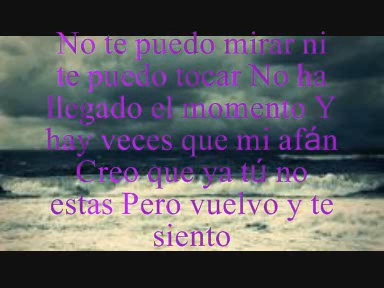 No te puedo mirar ni
te puedo tocar No ha
llegado el momento Y
hay veces que mi afán
Creo que ya tú no
estas Pero vuelvo y te
siento